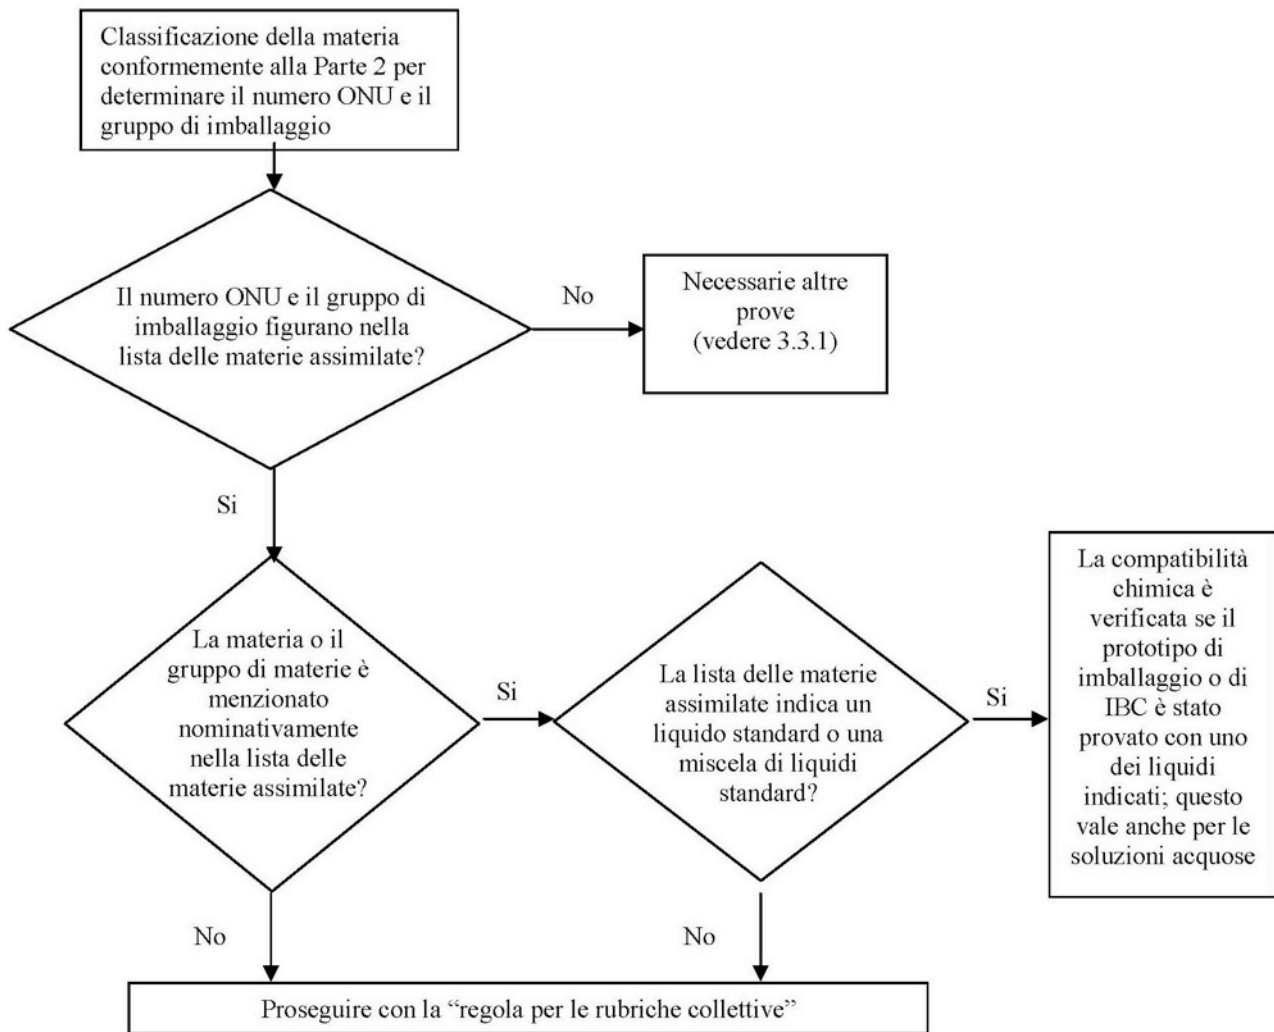 Classificazione della materia
conformemente alla Parte 2 per
determinare il numero ONU e il
gruppo di imballaggio
Il numero ONU e il gruppo di
imballaggio figurano nella
lista delle materie assimilate?
No
Necessarie altre
prove
(vedere 3.3.1)
Si
La materia o il
gruppo di materie è
menzionato
nominativamente
nella lista delle
materie assimilate?
Si
La lista delle materie
assimilate indica un
liquido standard o una
miscela di liquidi
standard?
Si
La compatibilità
chimica è
verificata se il
prototipo di
imballaggio o di
IBC è stato
provato con uno
dei liquidi
indicati; questo
vale anche per le
soluzioni acquose
No
No
Proseguire con la “regola per le rubriche collettive”